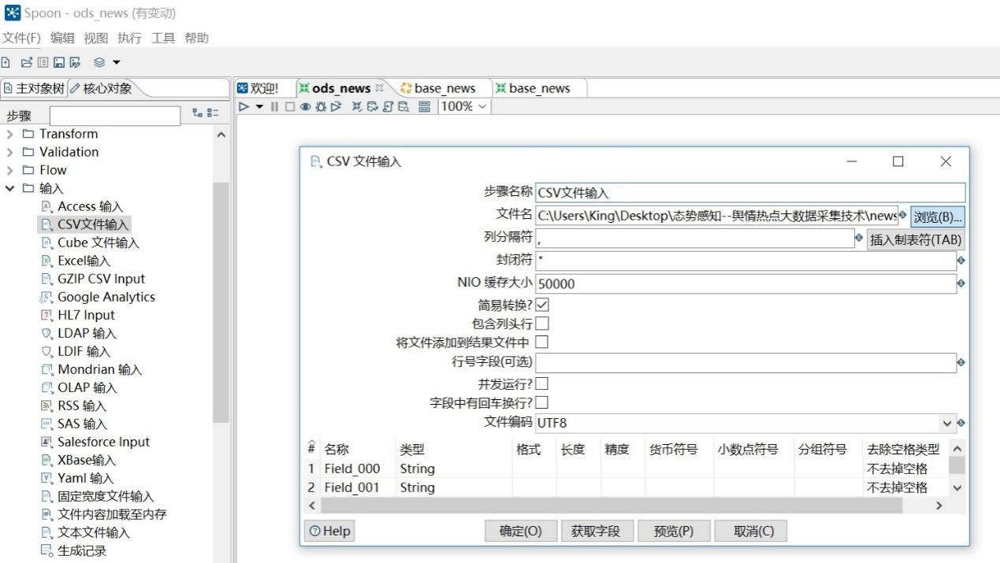 Spoon - ods_news (有变动)
文件(F) 编辑 视图 执行 工具 帮助
主对象树 核心对象
步骤
Transform
Validation
Flow
输入
Access 输入
CSV文件输入
Cube 文件输入
Excel输入
GZIP CSV Input
Google Analytics
HL7 Input
LDAP 输入
LDIF 输入
Mondrian 输入
OLAP 输入
RSS 输入
SAS 输入
Salesforce Input
XBase输入
Yaml 输入
固定宽度文件输入
文件内容加载至内存
文本文件输入
生成记录
欢迎! ods_news base_news base_news
100%
CSV 文件输入
步骤名称 CSV文件输入
文件名 C:\Users\King\Desktop\态势感知--舆情热点大数据采集技术\news 浏览(B)...
列分隔符 , 插入制表符(TAB)
封闭符 "
NIO 缓存大小 50000
简易转换?
包含列头行
将文件添加到结果文件中
行号字段(可选)
并发运行?
字段中有回车换行?
文件编码 UTF8
# 名称 类型 格式 长度 精度 货币符号 小数点符号 分组符号 去除空格类型
1 Field_000 String 不去掉空格
2 Field_001 String 不去掉空格
Help 确定(O) 获取字段 预览(P) 取消(C)